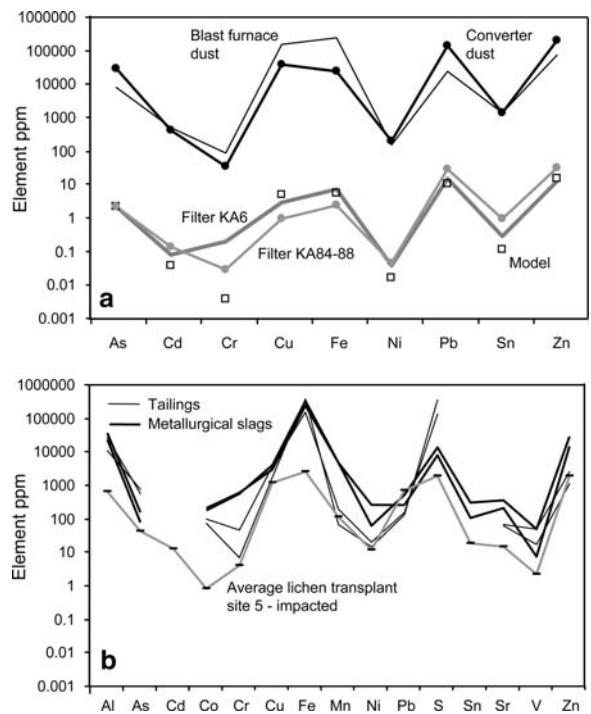 1000000
100000
10000
1000
100
10
1
0.1
0.01
0.001
Element ppm
Blast furnace
dust
Converter
dust
Filter KA6
Filter KA84-88
Model
a
As Cd Cr Cu Fe Ni Pb Sn Zn
1000000
100000
10000
1000
100
10
1
0.1
0.01
0.001
Element ppm
Tailings
Metallurgical slags
Average lichen transplant
site 5 - impacted
b
Al As Cd Co Cr Cu Fe Mn Ni Pb S Sn Sr V Zn